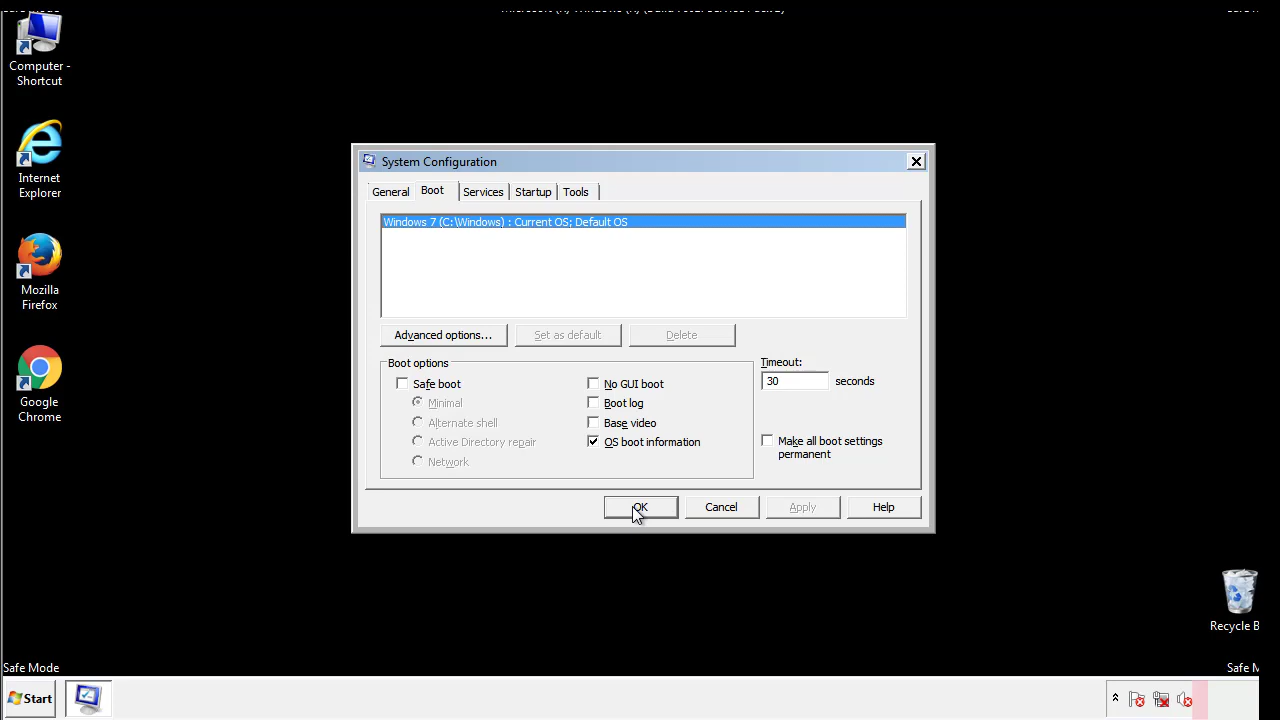 Computer -
Shortcut
Internet
Explorer
Mozilla
Firefox
Google
Chrome
System Configuration
General
Boot
Services
Startup
Tools
Windows 7 (C:\Windows) : Current OS; Default OS
Advanced options...
Set as default
Delete
Boot options
Safe boot
Minimal
Alternate shell
Active Directory repair
Network
No GUI boot
Boot log
Base video
OS boot information
Timeout:
30 seconds
Make all boot settings
permanent
OK
Cancel
Apply
Help
Recycle B
Safe Mode
Safe M
Start